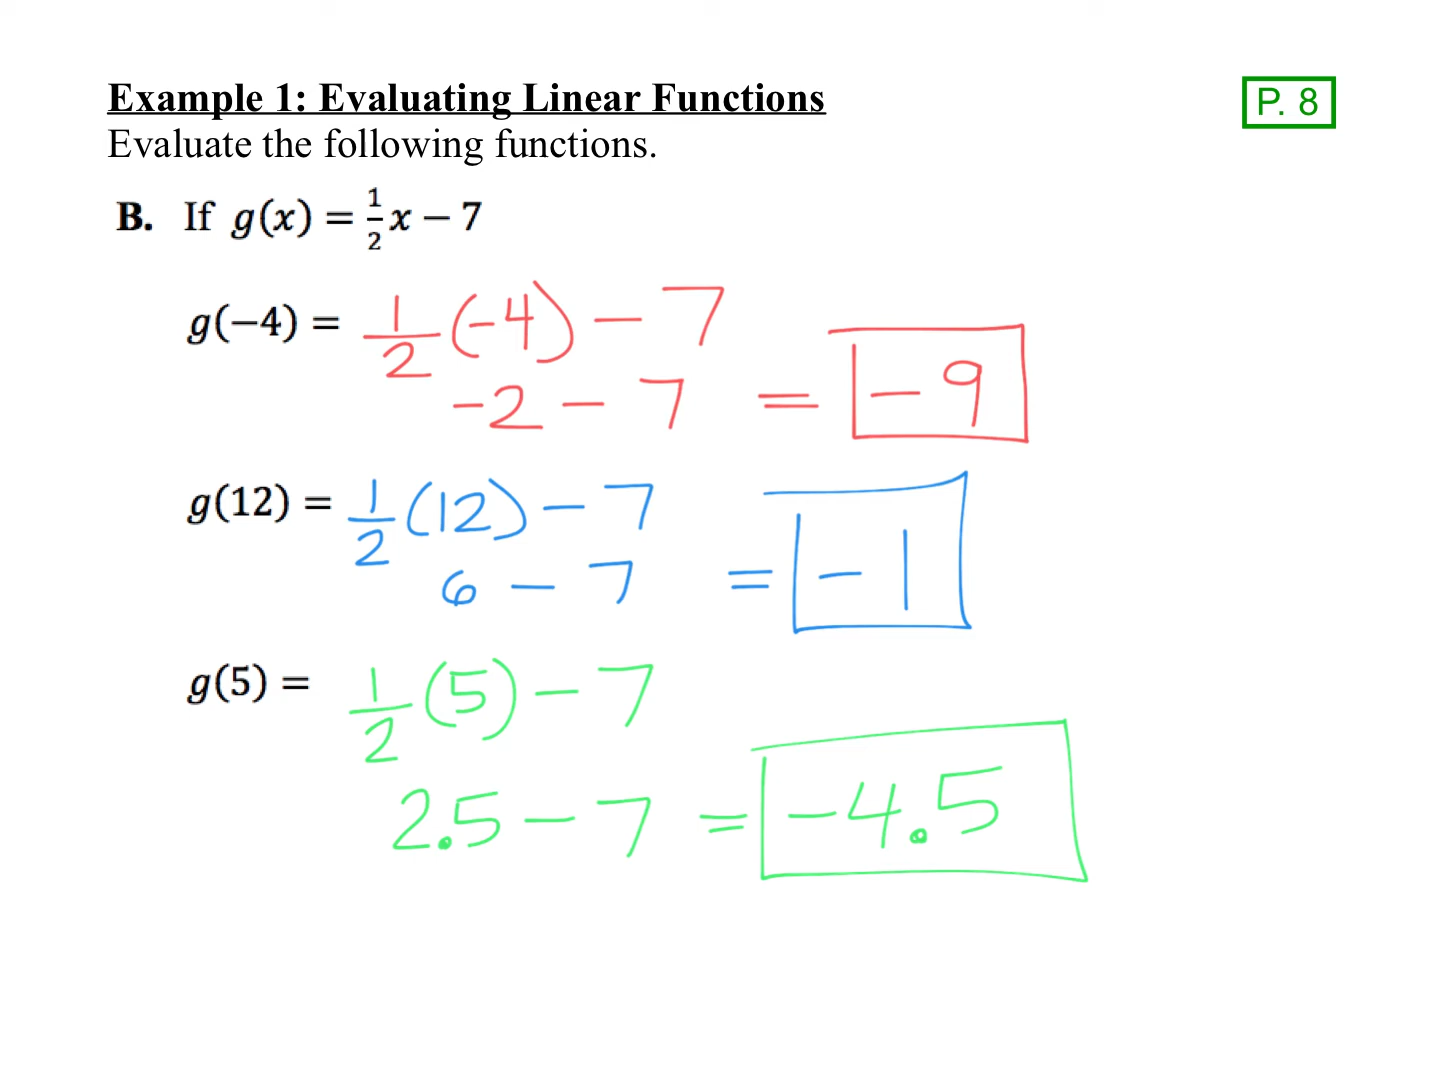 Example 1: Evaluating Linear Functions
P. 8
Evaluate the following functions.
B. If g(x) = 1/2 x − 7
g(−4) = 1/2 (−4) − 7
−2 − 7 = −9
g(12) = 1/2 (12) − 7
6 − 7 = −1
g(5) = 1/2 (5) − 7
2.5 − 7 = −4.5